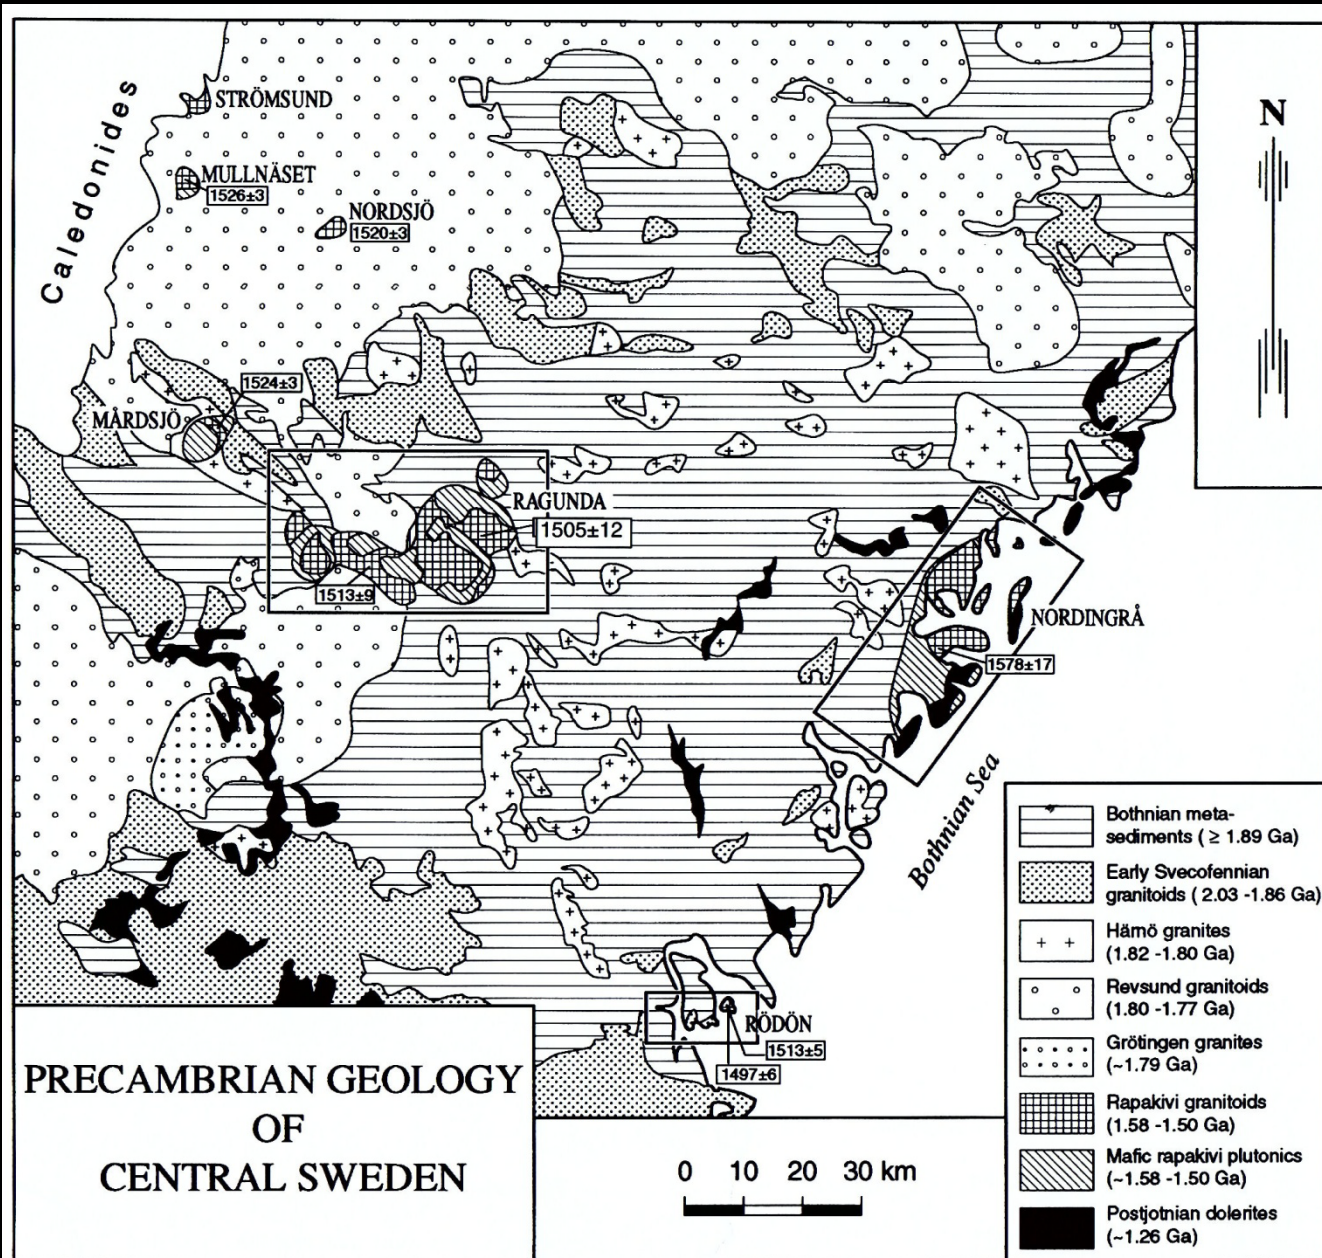 Caledonides
STRÖMSUND
MULLNÄSET
1526±3
NORDSJÖ
1520±3
N
1524±3
MÅRDSJÖ
RAGUNDA
1505±12
1513±9
NORDINGRÅ
1578±17
Bothnian Sea
RÖDÖN
1513±5
1497±6
PRECAMBRIAN GEOLOGY
OF
CENTRAL SWEDEN
0 10 20 30 km
Bothnian meta-
sediments ( ≥ 1.89 Ga)
Early Svecofennian
granitoids ( 2.03 -1.86 Ga)
Härnö granites
(1.82 -1.80 Ga)
Revsund granitoids
(1.80 -1.77 Ga)
Grötingen granites
(~1.79 Ga)
Rapakivi granitoids
(1.58 -1.50 Ga)
Mafic rapakivi plutonics
(~1.58 -1.50 Ga)
Postjotnian dolerites
(~1.26 Ga)